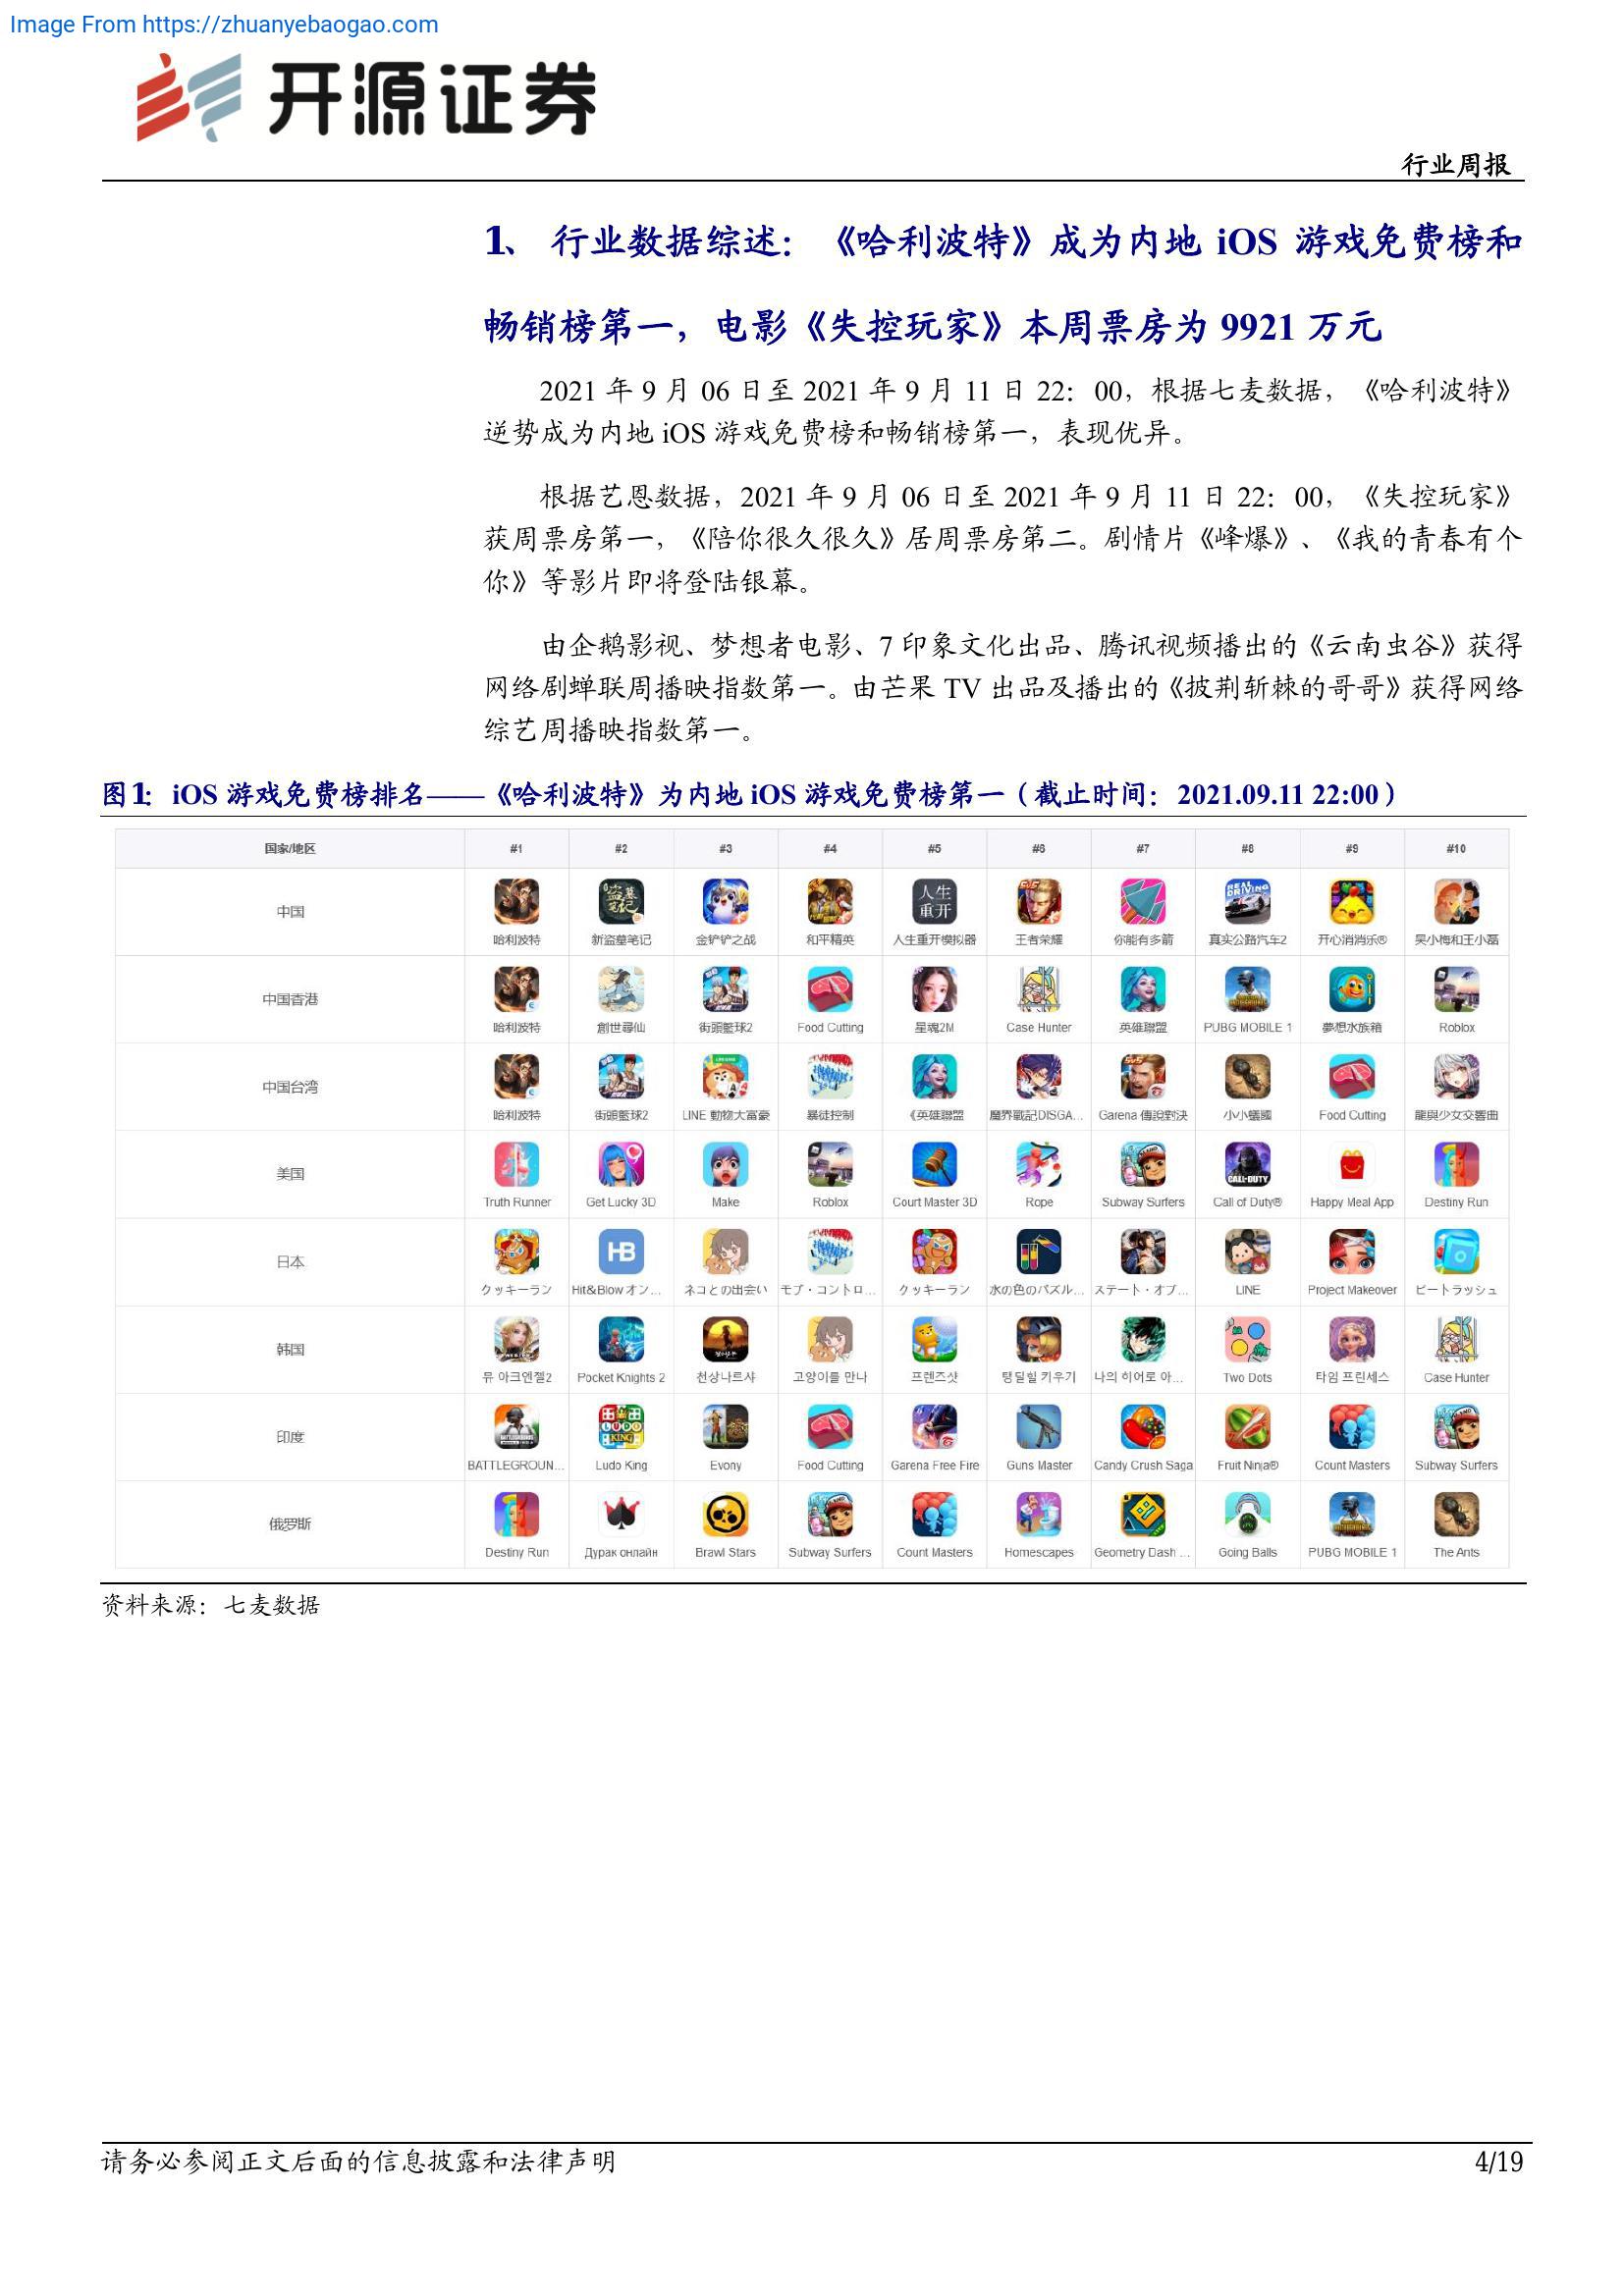 Image From https://zhuanyebaogao.com
开源证券
行业周报
1、 行业数据综述：《哈利波特》成为内地 iOS 游戏免费榜和
畅销榜第一，电影《失控玩家》本周票房为 9921 万元
2021 年 9 月 06 日至 2021 年 9 月 11 日 22：00，根据七麦数据，《哈利波特》
逆势成为内地 iOS 游戏免费榜和畅销榜第一，表现优异。
根据艺恩数据，2021 年 9 月 06 日至 2021 年 9 月 11 日 22：00，《失控玩家》
获周票房第一，《陪你很久很久》居周票房第二。剧情片《峰爆》、《我的青春有个
你》等影片即将登陆银幕。
由企鹅影视、梦想者电影、7 印象文化出品、腾讯视频播出的《云南虫谷》获得
网络剧蝉联周播映指数第一。由芒果 TV 出品及播出的《披荆斩棘的哥哥》获得网络
综艺周播映指数第一。
图1：iOS 游戏免费榜排名——《哈利波特》为内地 iOS 游戏免费榜第一（截止时间：2021.09.11 22:00）
国家/地区 #1 #2 #3 #4 #5 #6 #7 #8 #9 #10
中国 哈利波特 新盗墓笔记 金铲铲之战 和平精英 人生重开模拟器 王者荣耀 你能有多箭 真实公路汽车2 开心消消乐® 吴小梅和王小磊
中国香港 哈利波特 創世尋仙 街頭籃球2 Food Cutting 星魂2M Case Hunter 英雄聯盟 PUBG MOBILE 1 夢想水族箱 Roblox
中国台湾 哈利波特 街頭籃球2 LINE 動物大富豪 暴徒控制 《英雄聯盟 魔界戰記DISGA... Garena 傳說對決 小小蟻國 Food Cutting 龍與少女交響曲
美国 Truth Runner Get Lucky 3D Make Roblox Court Master 3D Rope Subway Surfers Call of Duty® Happy Meal App Destiny Run
日本 クッキーラン Hit&Blow オン... ネコとの出会い モブ・コントロ... クッキーラン 水の色のパズル... ステート・オブ... LINE Project Makeover ビートラッシュ
韩国 뮤 아크엔젤2 Pocket Knights 2 천상나르샤 고양이를 만나 프렌즈샷 탱딜힐 키우기 나의 히어로 아... Two Dots 타임 프린세스 Case Hunter
印度 BATTLEGROUN... Ludo King Evony Food Cutting Garena Free Fire Guns Master Candy Crush Saga Fruit Ninja® Count Masters Subway Surfers
俄罗斯 Destiny Run Дурак онлайн Brawl Stars Subway Surfers Count Masters Homescapes Geometry Dash ... Going Balls PUBG MOBILE 1 The Ants
资料来源：七麦数据
请务必参阅正文后面的信息披露和法律声明
4/19